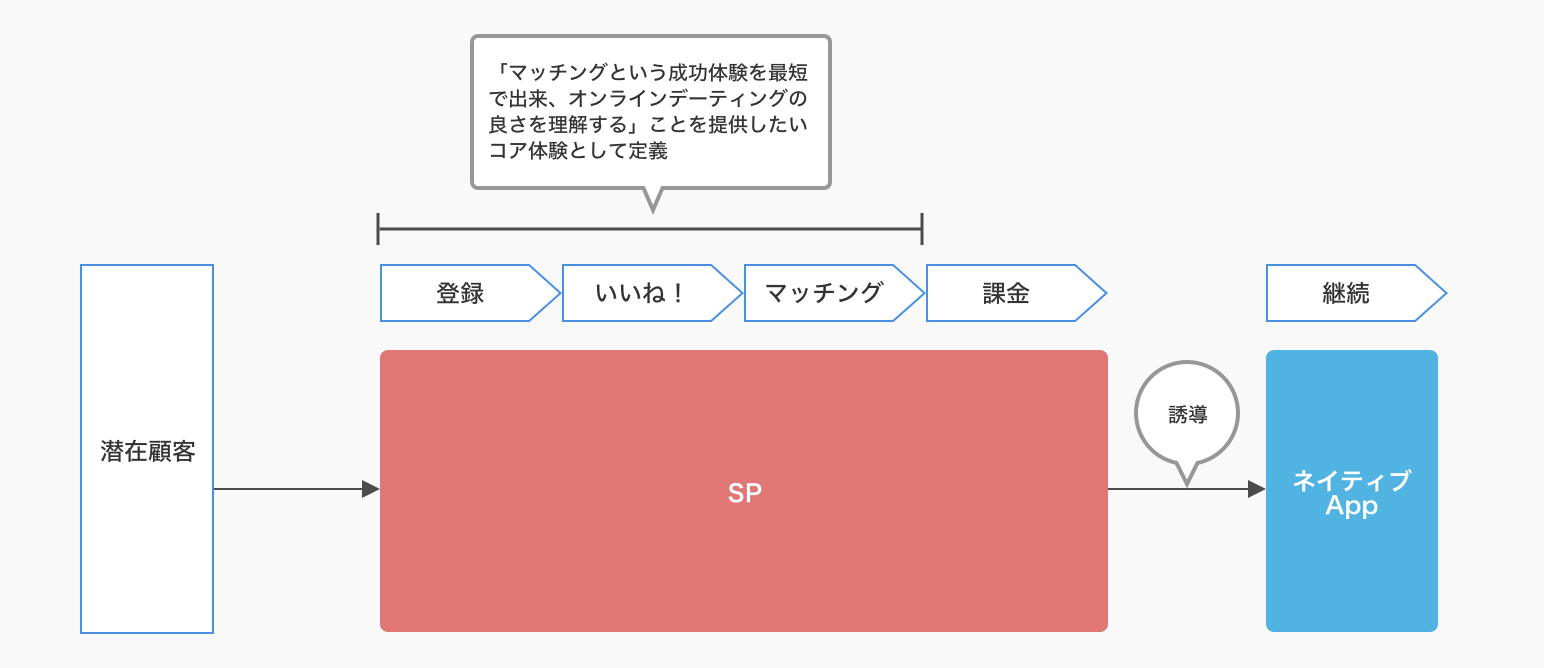 「マッチングという成功体験を最短
で出来、オンラインデーティングの
良さを理解する」ことを提供したい
コア体験として定義
登録
いいね！
マッチング
課金
継続
潜在顧客
SP
誘導
ネイティブ
App